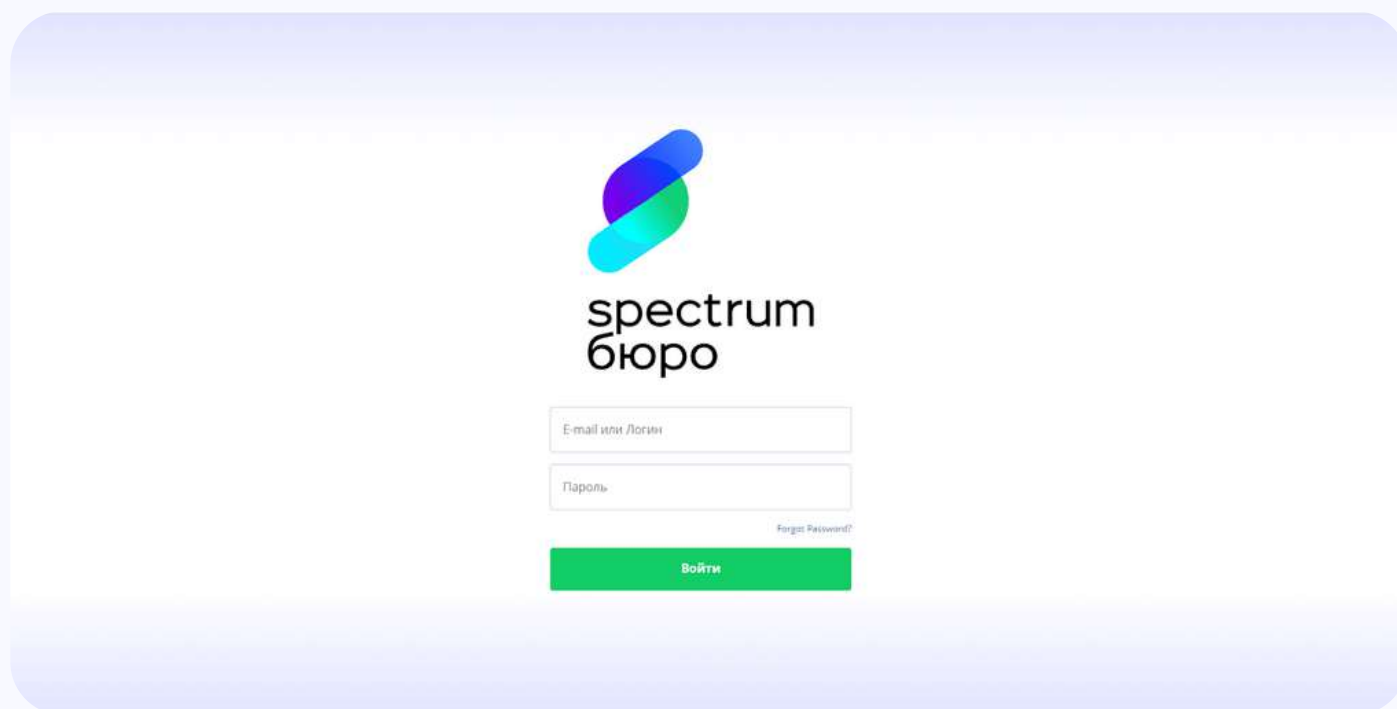 spectrum
бюро
E-mail или Логин
Пароль
Forgot Password?
Войти